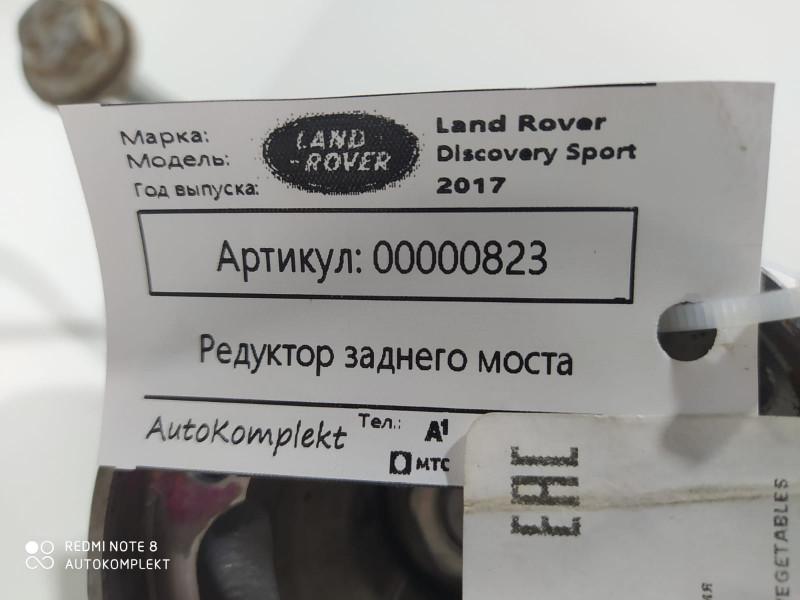 Марка:
Модель:
Год выпуска:
LAND
-ROVER
Land Rover
Discovery Sport
2017
Артикул: 00000823
Редуктор заднего моста
AutoKomplekt
Тел.: A1
МТС
EAC
VEGETABLES
REDMI NOTE 8
AUTOKOMPLEKT